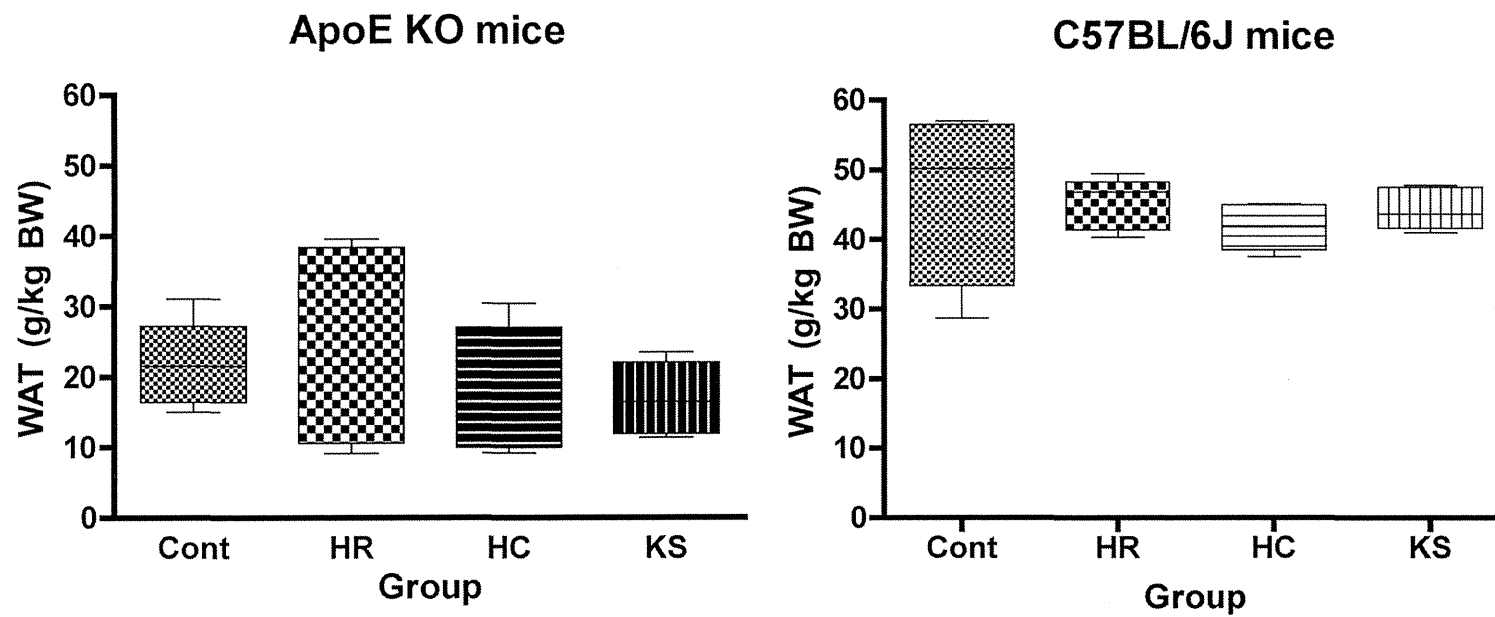 ApoE KO mice
WAT (g/kg BW)
60
50
40
30
20
10
0
Cont HR HC KS
Group
C57BL/6J mice
WAT (g/kg BW)
60
50
40
30
20
10
0
Cont HR HC KS
Group